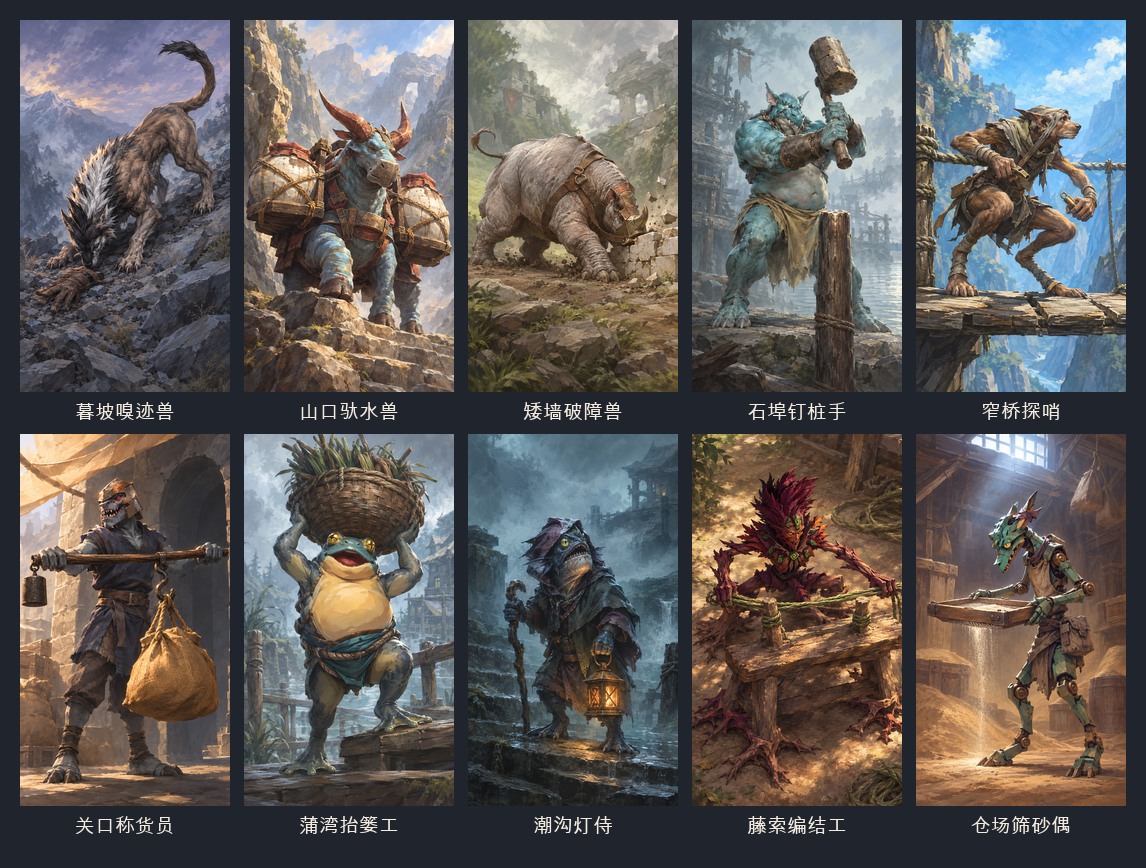 暮坡嗅迹兽
山口驮水兽
矮墙破障兽
石埠钉桩手
窄桥探哨
关口称货员
蒲湾抬篓工
潮沟灯侍
藤索编结工
仓场筛砂偶